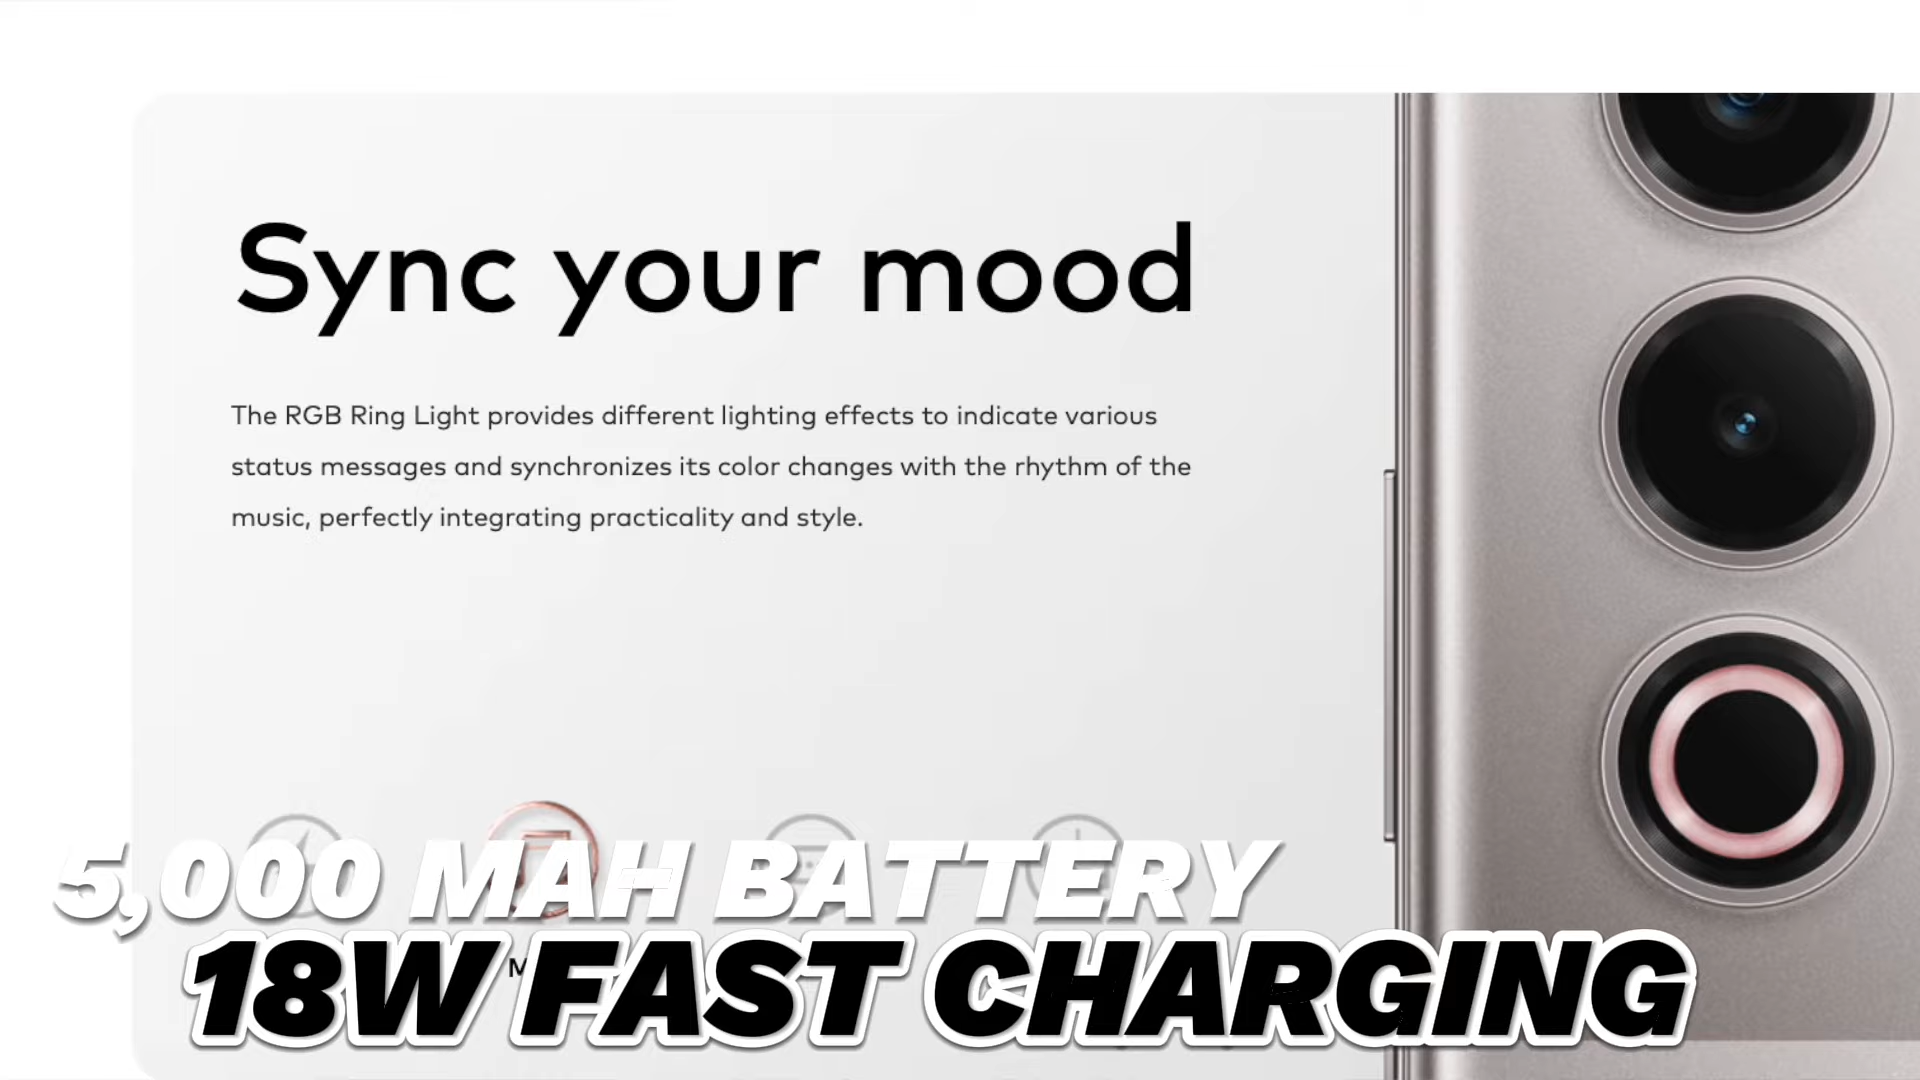 Sync your mood
The RGB Ring Light provides different lighting effects to indicate various
status messages and synchronizes its color changes with the rhythm of the
music, perfectly integrating practicality and style.
5,000 MAH BATTERY
18W FAST CHARGING